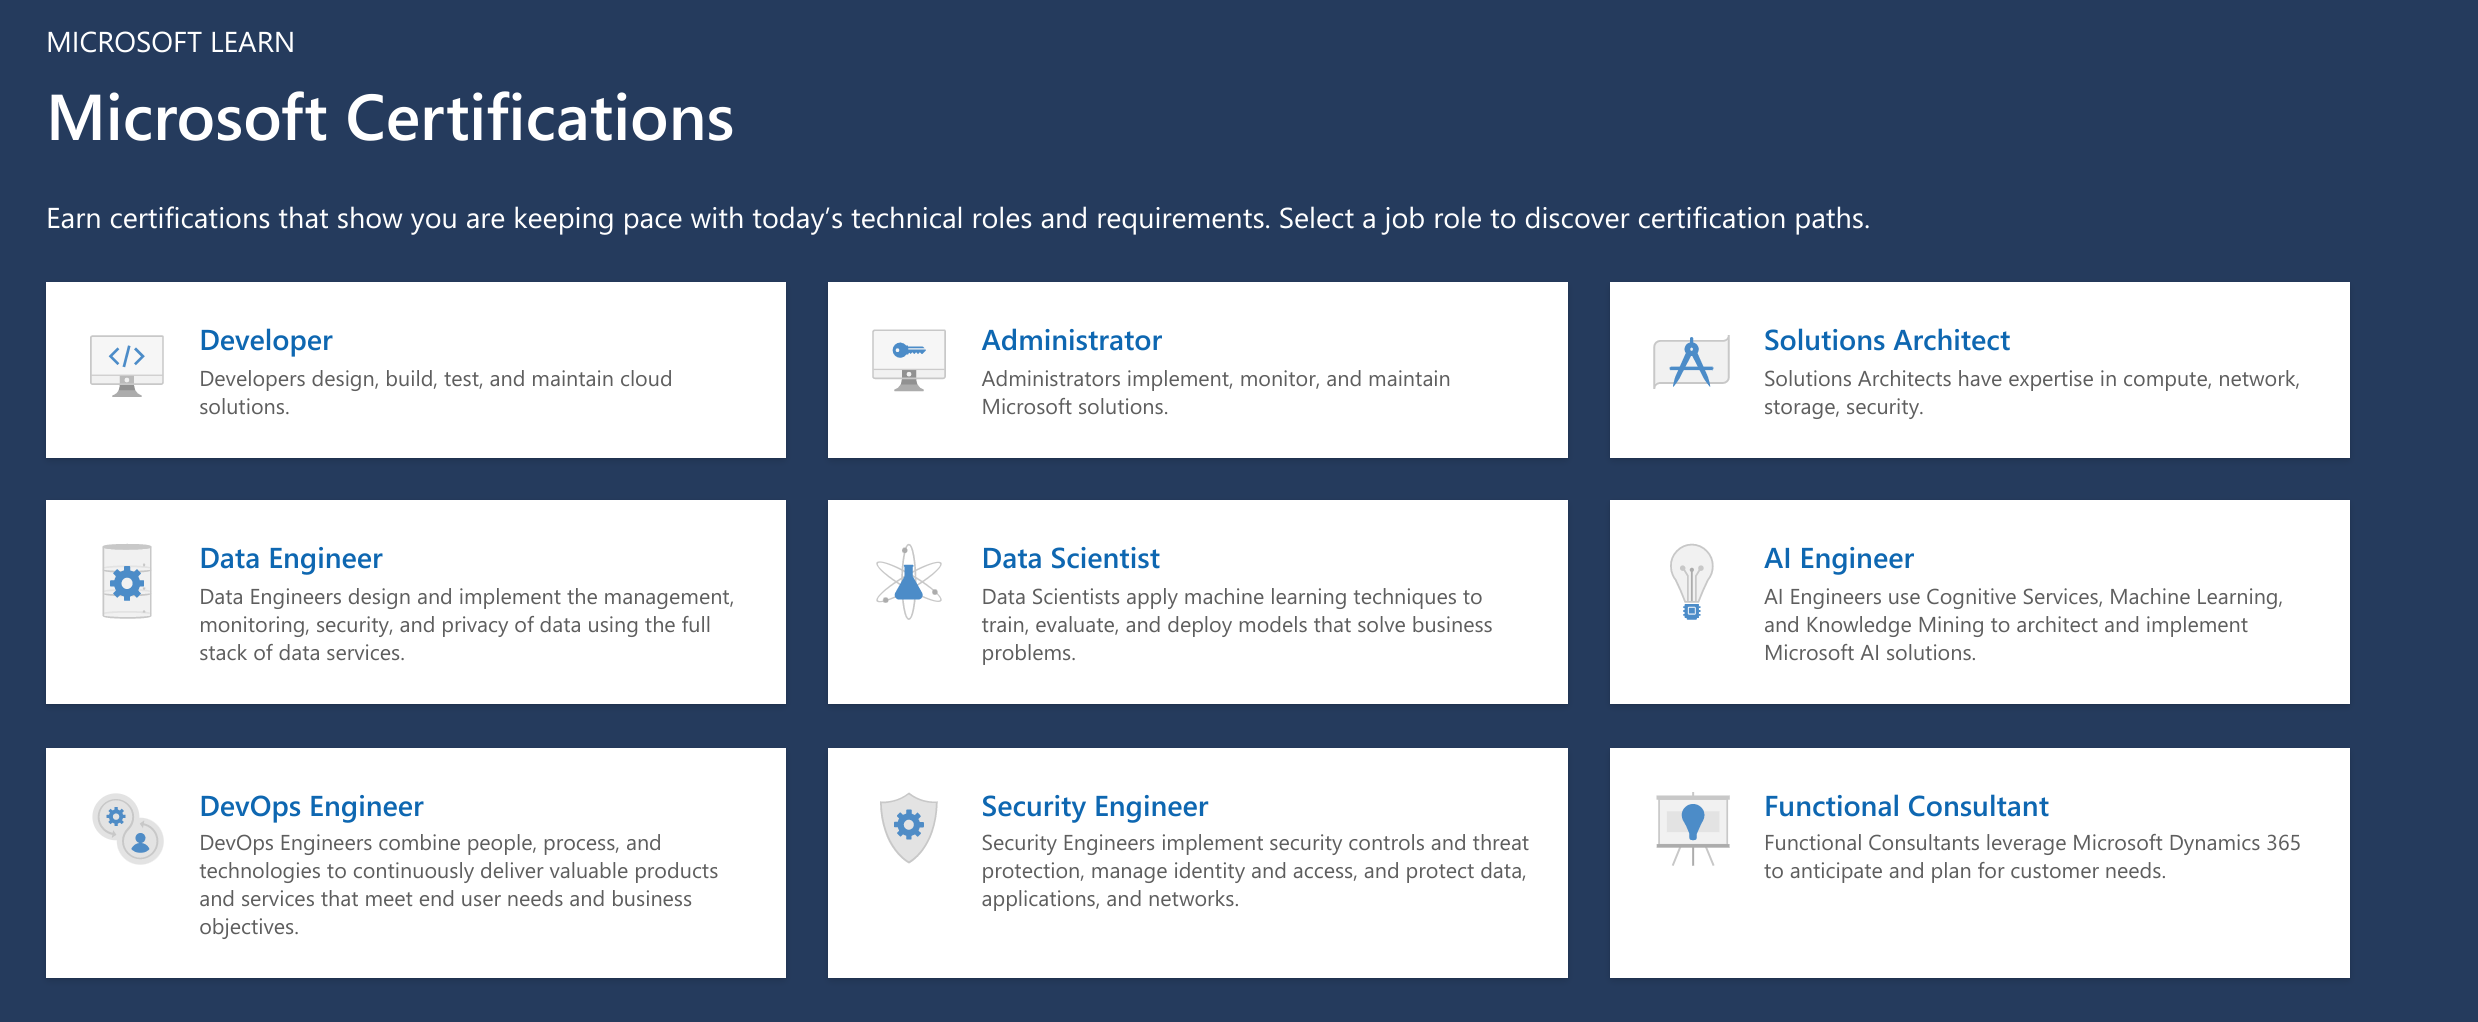 MICROSOFT LEARN
Microsoft Certifications
Earn certifications that show you are keeping pace with today’s technical roles and requirements. Select a job role to discover certification paths.
Developer
Developers design, build, test, and maintain cloud
solutions.
Administrator
Administrators implement, monitor, and maintain
Microsoft solutions.
Solutions Architect
Solutions Architects have expertise in compute, network,
storage, security.
Data Engineer
Data Engineers design and implement the management,
monitoring, security, and privacy of data using the full
stack of data services.
Data Scientist
Data Scientists apply machine learning techniques to
train, evaluate, and deploy models that solve business
problems.
AI Engineer
AI Engineers use Cognitive Services, Machine Learning,
and Knowledge Mining to architect and implement
Microsoft AI solutions.
DevOps Engineer
DevOps Engineers combine people, process, and
technologies to continuously deliver valuable products
and services that meet end user needs and business
objectives.
Security Engineer
Security Engineers implement security controls and threat
protection, manage identity and access, and protect data,
applications, and networks.
Functional Consultant
Functional Consultants leverage Microsoft Dynamics 365
to anticipate and plan for customer needs.